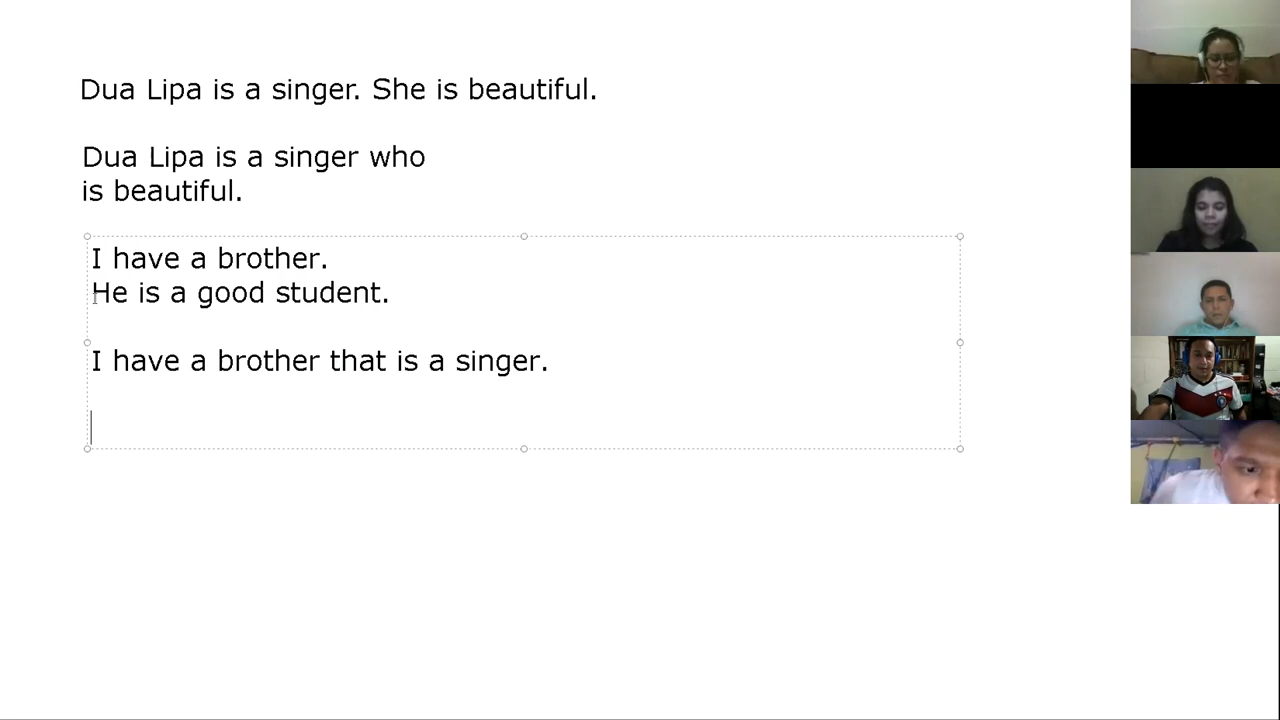 Dua Lipa is a singer. She is beautiful.
Dua Lipa is a singer who
is beautiful.
I have a brother.
He is a good student.
I have a brother that is a singer.